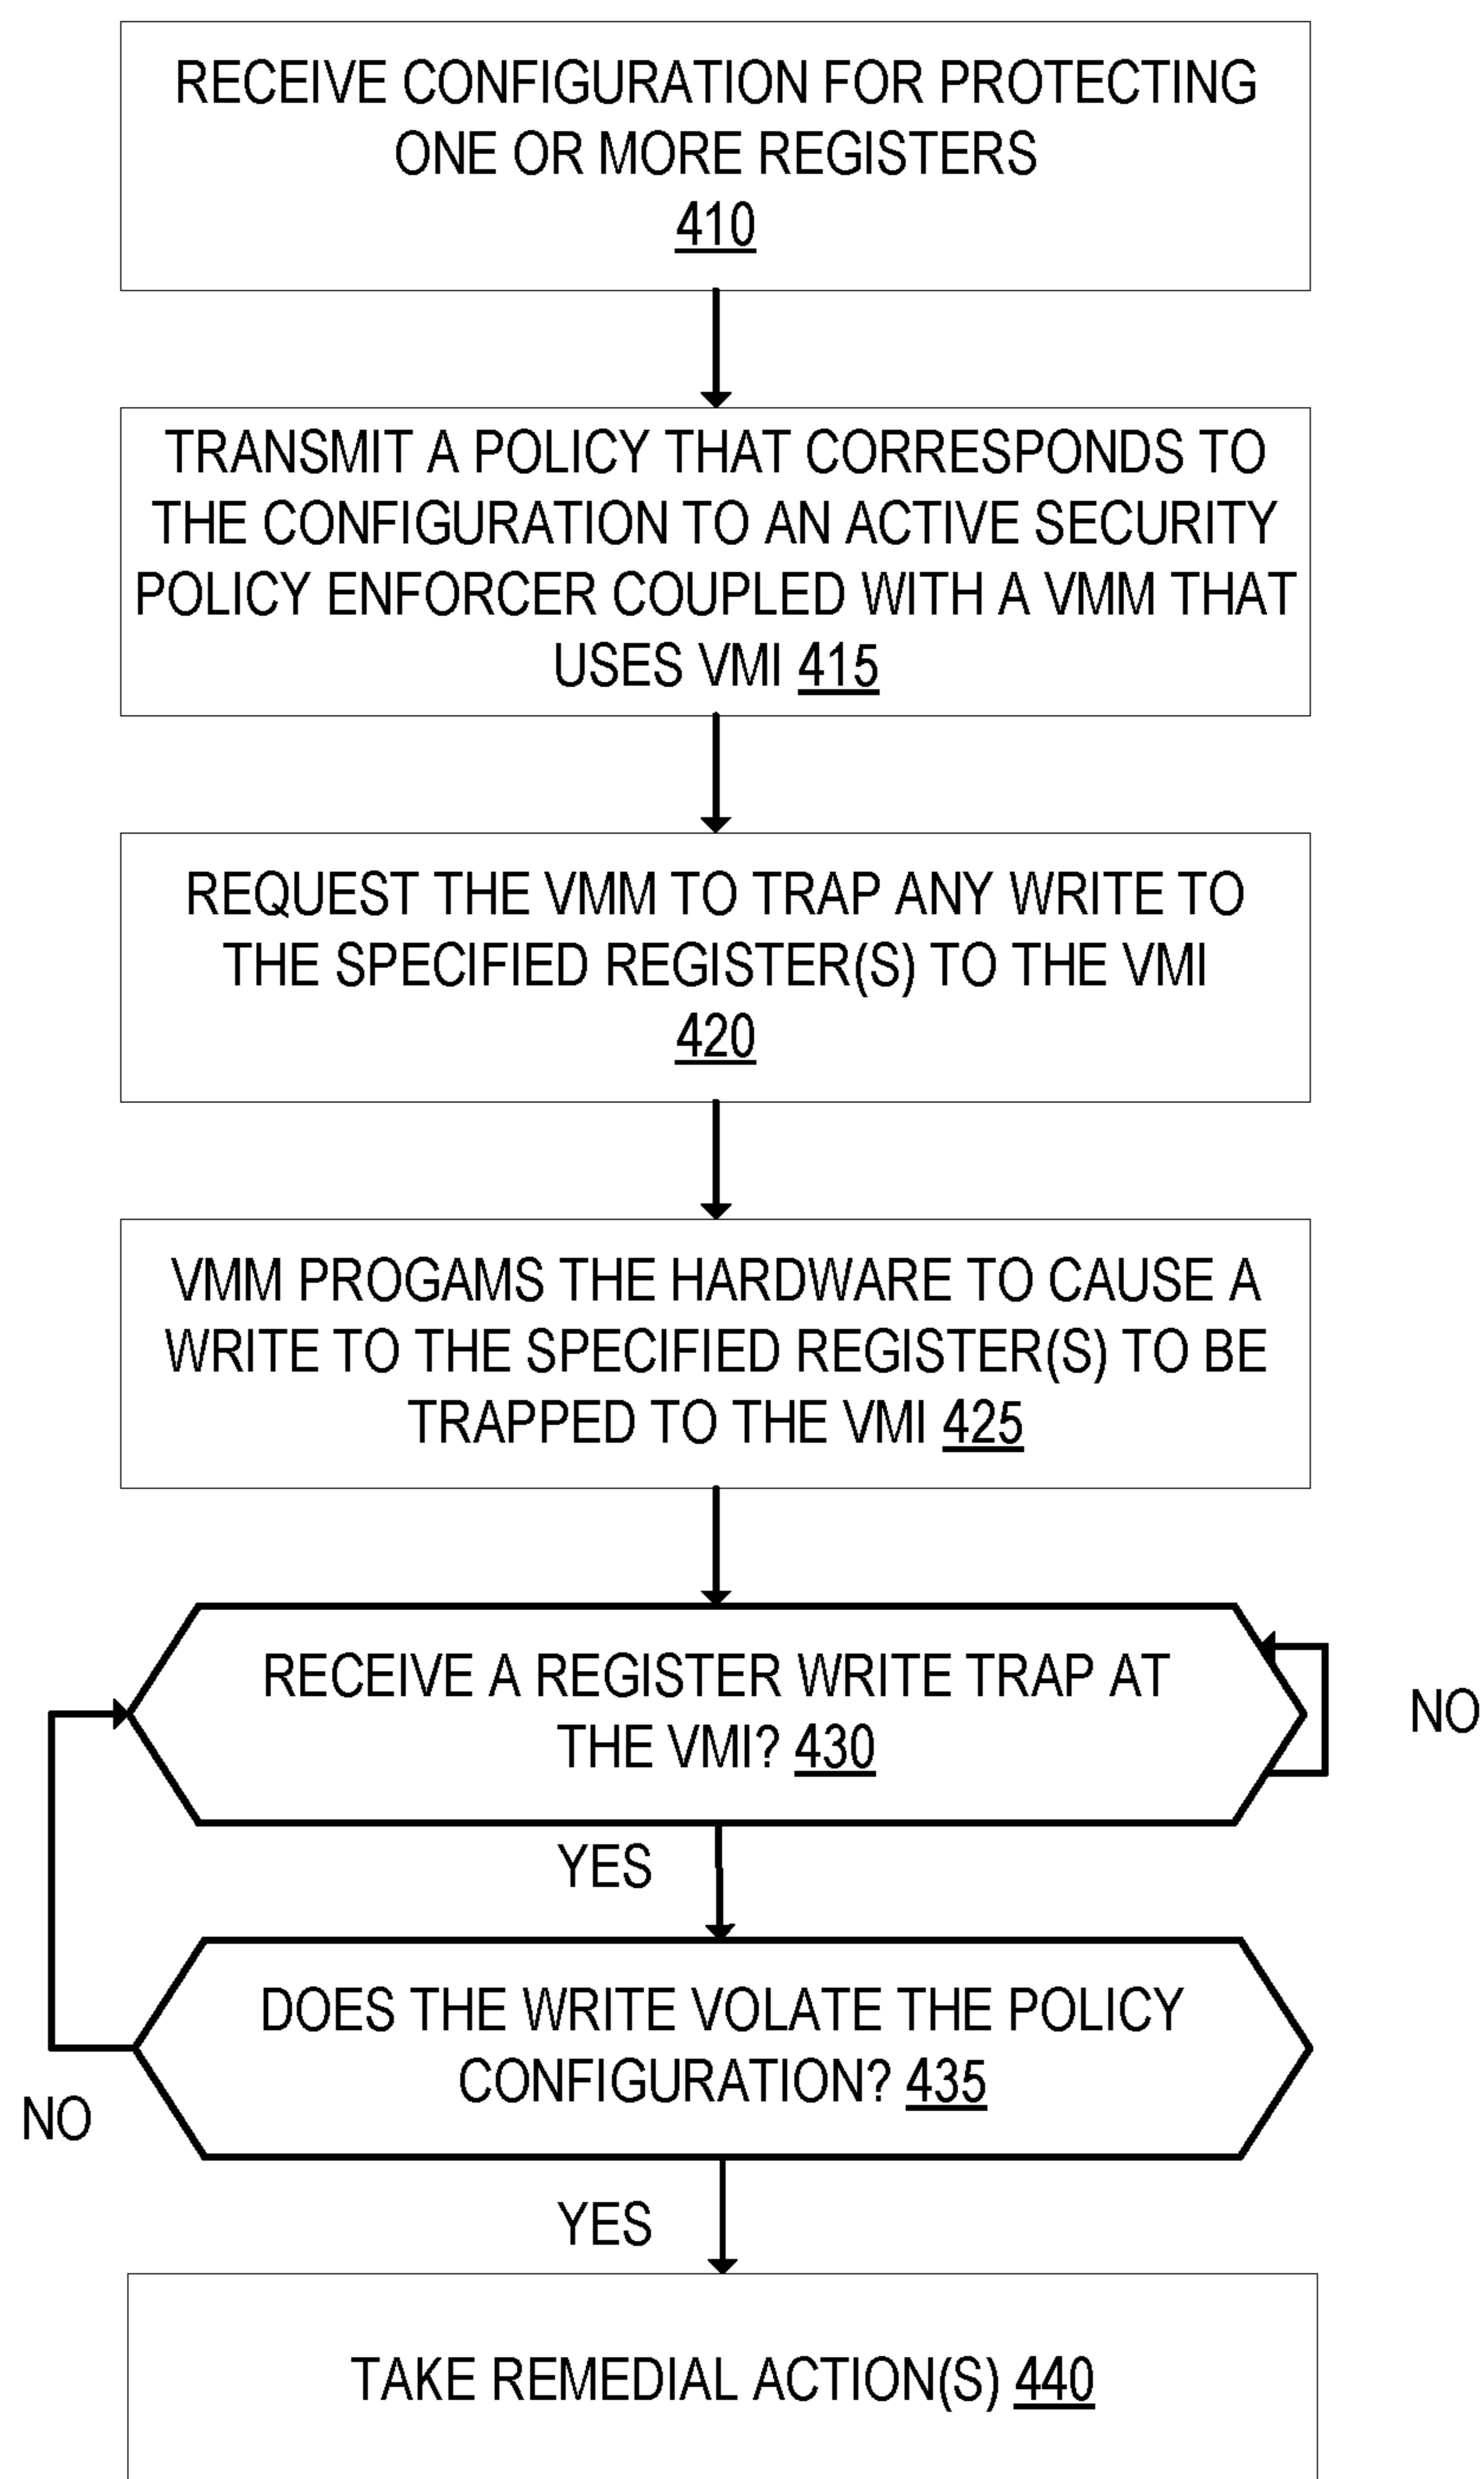 RECEIVE CONFIGURATION FOR PROTECTING
ONE OR MORE REGISTERS
410
TRANSMIT A POLICY THAT CORRESPONDS TO
THE CONFIGURATION TO AN ACTIVE SECURITY
POLICY ENFORCER COUPLED WITH A VMM THAT
USES VMI 415
REQUEST THE VMM TO TRAP ANY WRITE TO
THE SPECIFIED REGISTER(S) TO THE VMI
420
VMM PROGAMS THE HARDWARE TO CAUSE A
WRITE TO THE SPECIFIED REGISTER(S) TO BE
TRAPPED TO THE VMI 425
RECEIVE A REGISTER WRITE TRAP AT
THE VMI? 430
NO
YES
DOES THE WRITE VOLATE THE POLICY
CONFIGURATION? 435
NO
YES
TAKE REMEDIAL ACTION(S) 440